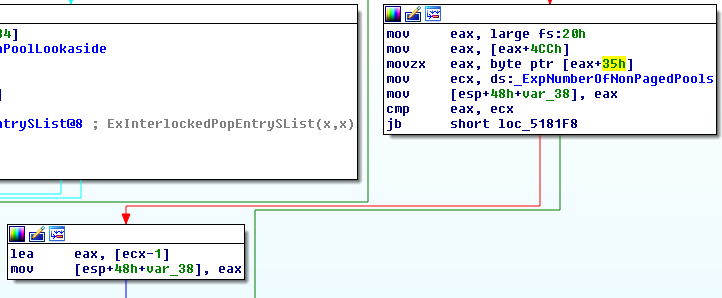 34]
nPoolLookaside
]
ntrySList@8 ; ExInterlockedPopEntrySList(x,x)
mov eax, large fs:20h
mov eax, [eax+4CCh]
movzx eax, byte ptr [eax+35h]
mov ecx, ds:_ExpNumberOfNonPagedPools
mov [esp+48h+var_38], eax
cmp eax, ecx
jb short loc_5181F8
lea eax, [ecx-1]
mov [esp+48h+var_38], eax